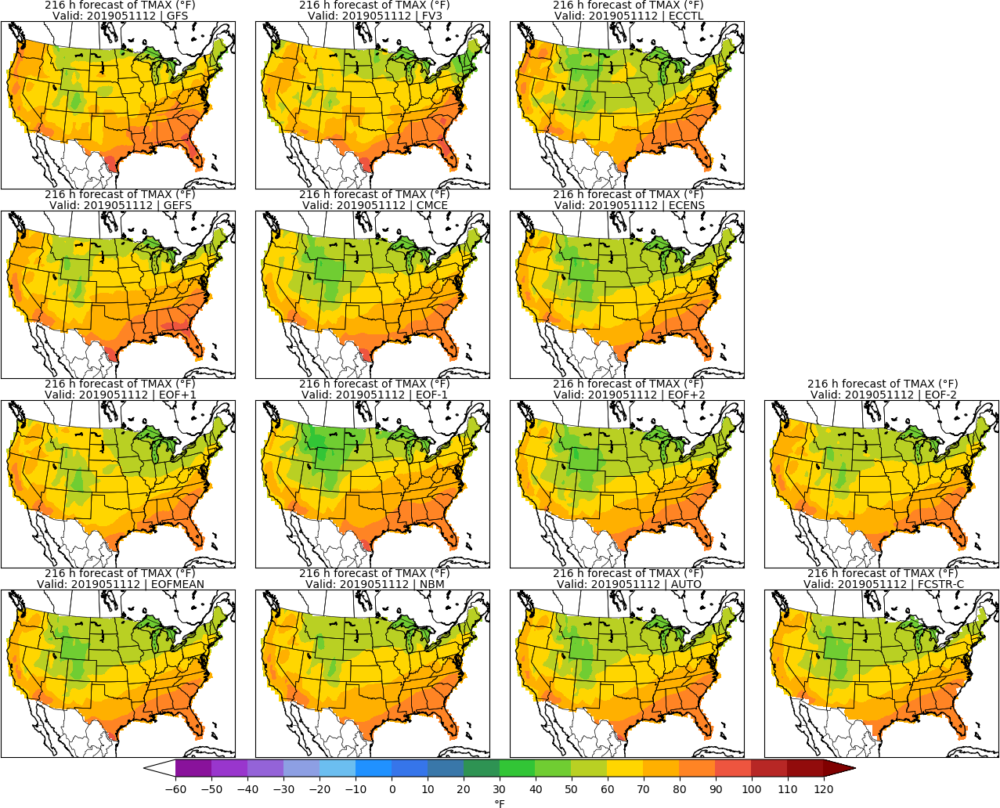 216 h forecast of TMAX (°F)
Valid: 2019051112 | GFS
216 h forecast of TMAX (°F)
Valid: 2019051112 | FV3
216 h forecast of TMAX (°F)
Valid: 2019051112 | ECCTL
216 h forecast of TMAX (°F)
Valid: 2019051112 | GEFS
216 h forecast of TMAX (°F)
Valid: 2019051112 | CMCE
216 h forecast of TMAX (°F)
Valid: 2019051112 | ECENS
216 h forecast of TMAX (°F)
Valid: 2019051112 | EOF+1
216 h forecast of TMAX (°F)
Valid: 2019051112 | EOF-1
216 h forecast of TMAX (°F)
Valid: 2019051112 | EOF+2
216 h forecast of TMAX (°F)
Valid: 2019051112 | EOF-2
216 h forecast of TMAX (°F)
Valid: 2019051112 | EOFMEAN
216 h forecast of TMAX (°F)
Valid: 2019051112 | NBM
216 h forecast of TMAX (°F)
Valid: 2019051112 | AUTO
216 h forecast of TMAX (°F)
Valid: 2019051112 | FCSTR-C
−60 −50 −40 −30 −20 −10 0 10 20 30 40 50 60 70 80 90 100 110 120
°F